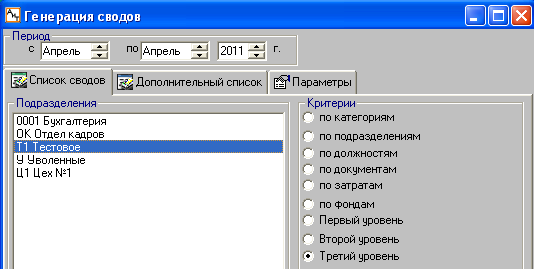 Генерация сводов
Период
с Апрель по Апрель 2011 г.
Список сводов Дополнительный список Параметры
Подразделения
0001 Бухгалтерия
ОК Отдел кадров
Т1 Тестовое
У Уволенные
Ц1 Цех №1
Критерии
по категориям
по подразделениям
по должностям
по документам
по затратам
по фондам
Первый уровень
Второй уровень
Третий уровень